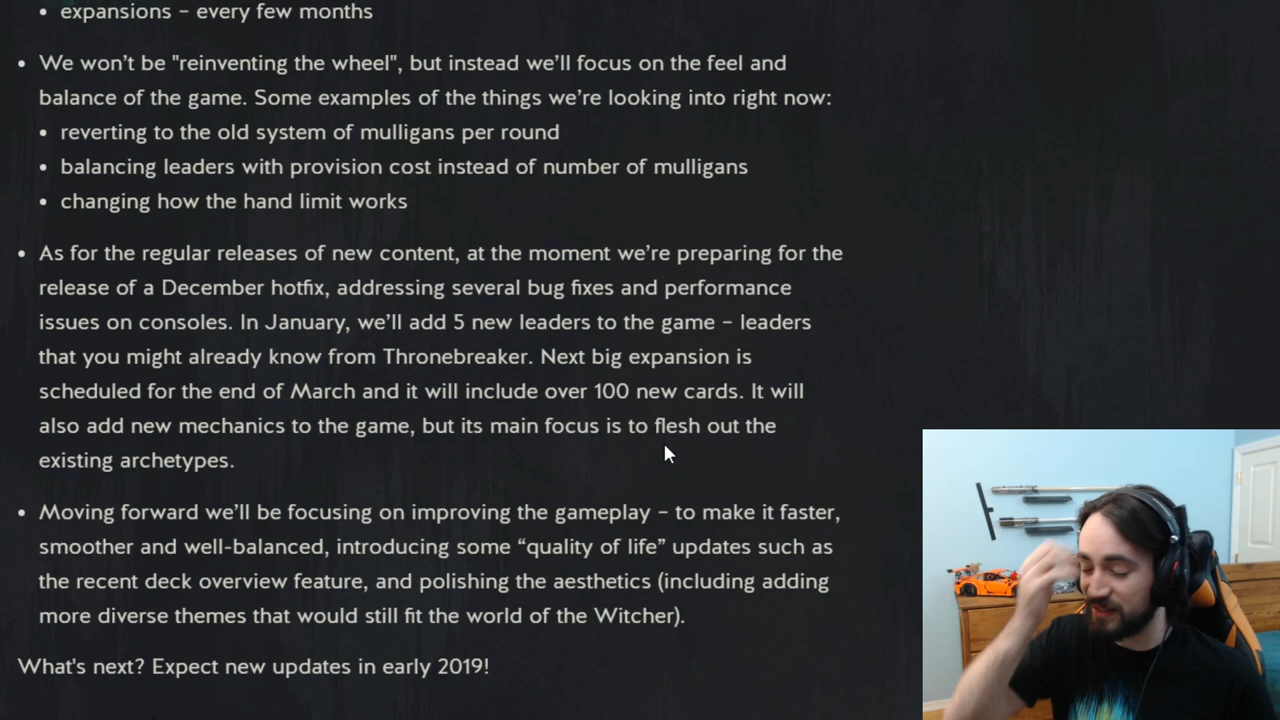 • expansions – every few months
• We won't be "reinventing the wheel", but instead we'll focus on the feel and
balance of the game. Some examples of the things we're looking into right now:
• reverting to the old system of mulligans per round
• balancing leaders with provision cost instead of number of mulligans
• changing how the hand limit works
• As for the regular releases of new content, at the moment we're preparing for the
release of a December hotfix, addressing several bug fixes and performance
issues on consoles. In January, we'll add 5 new leaders to the game – leaders
that you might already know from Thronebreaker. Next big expansion is
scheduled for the end of March and it will include over 100 new cards. It will
also add new mechanics to the game, but its main focus is to flesh out the
existing archetypes.
• Moving forward we'll be focusing on improving the gameplay – to make it faster,
smoother and well-balanced, introducing some “quality of life” updates such as
the recent deck overview feature, and polishing the aesthetics (including adding
more diverse themes that would still fit the world of the Witcher).
What's next? Expect new updates in early 2019!